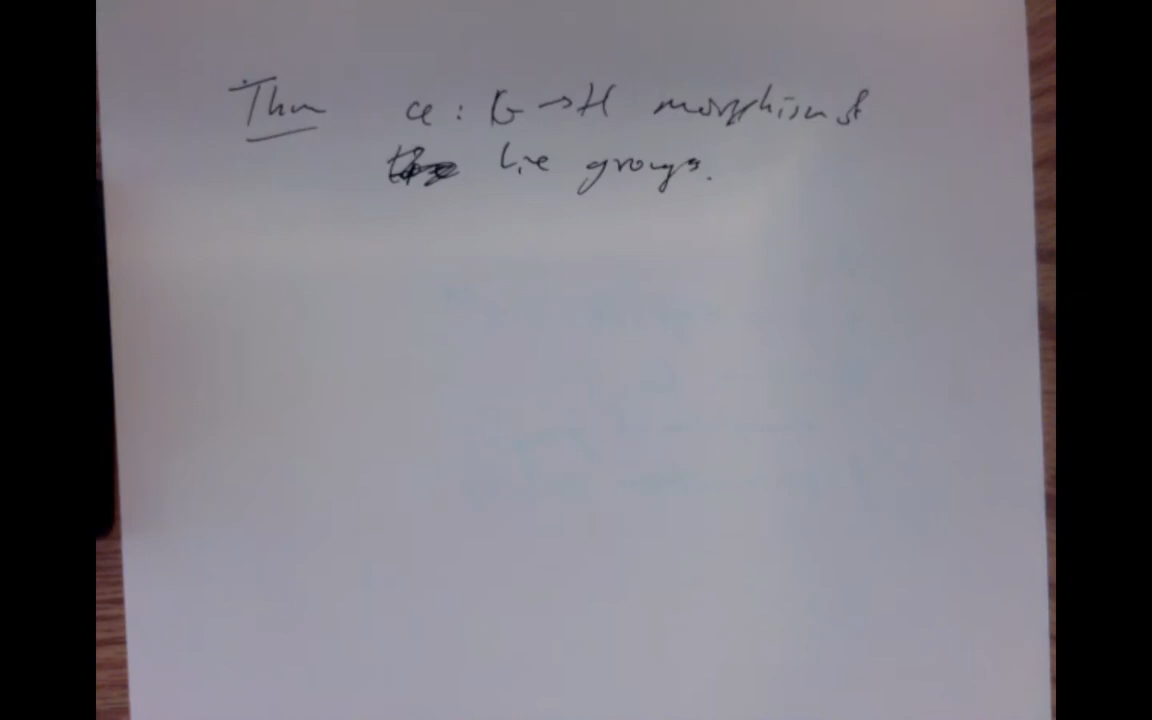 Thm φ : G → H morphism of
Lie groups.